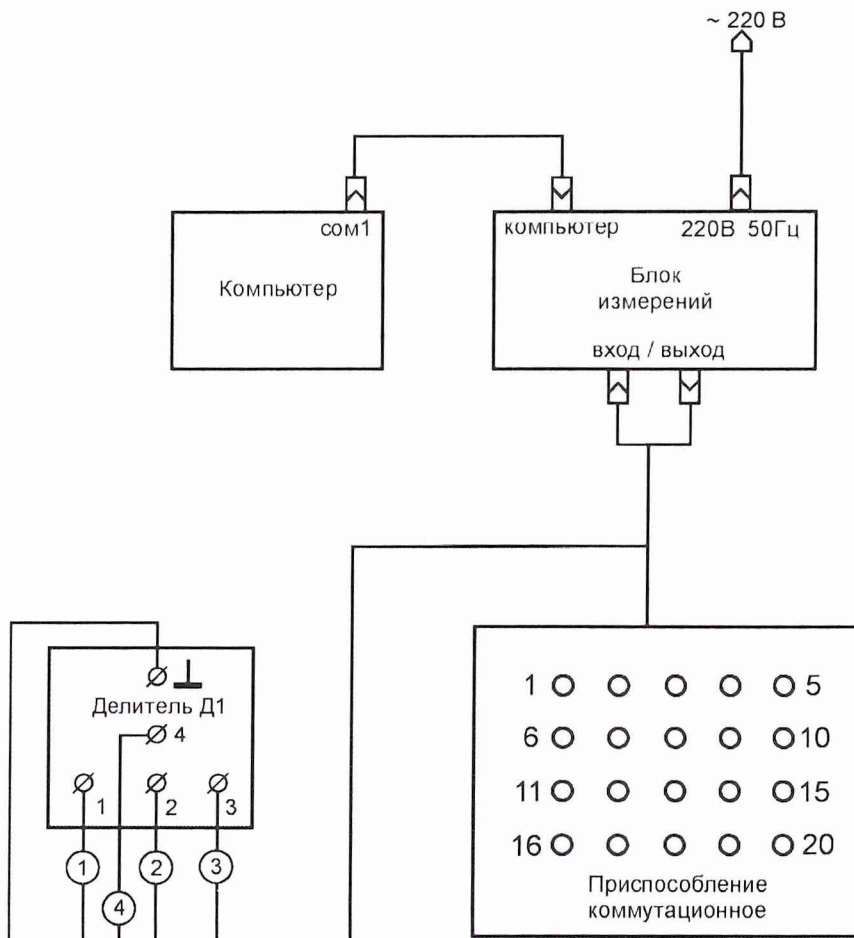 ~ 220 В
сом1
Компьютер
компьютер 220В 50Гц
Блок
измерений
вход / выход
Делитель Д1
4
1 2 3
1 2 3
4
1 5
6 10
11 15
16 20
Приспособление
коммутационное